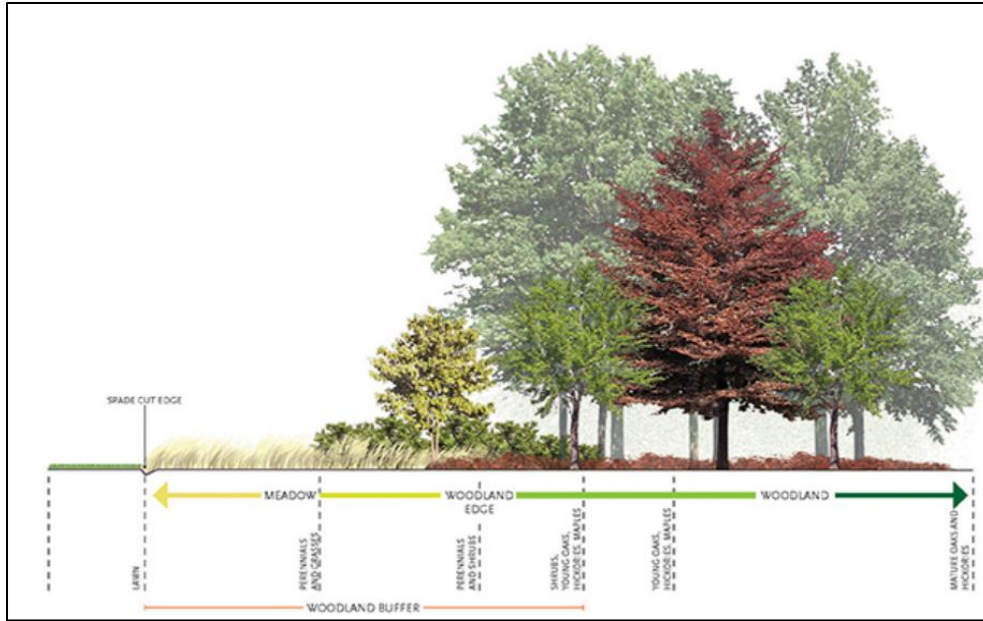 SPADE CUT EDGE
MEADOW
WOODLAND
EDGE
WOODLAND
LAWN
PERENNIALS
AND GRASSES
PERENNIALS
AND SHRUBS
SHRUBS,
YOUNG OAKS,
HICKORIES, MAPLES
YOUNG OAKS,
HICKORIES, MAPLES
MATURE OAKS AND
HICKORIES
WOODLAND BUFFER